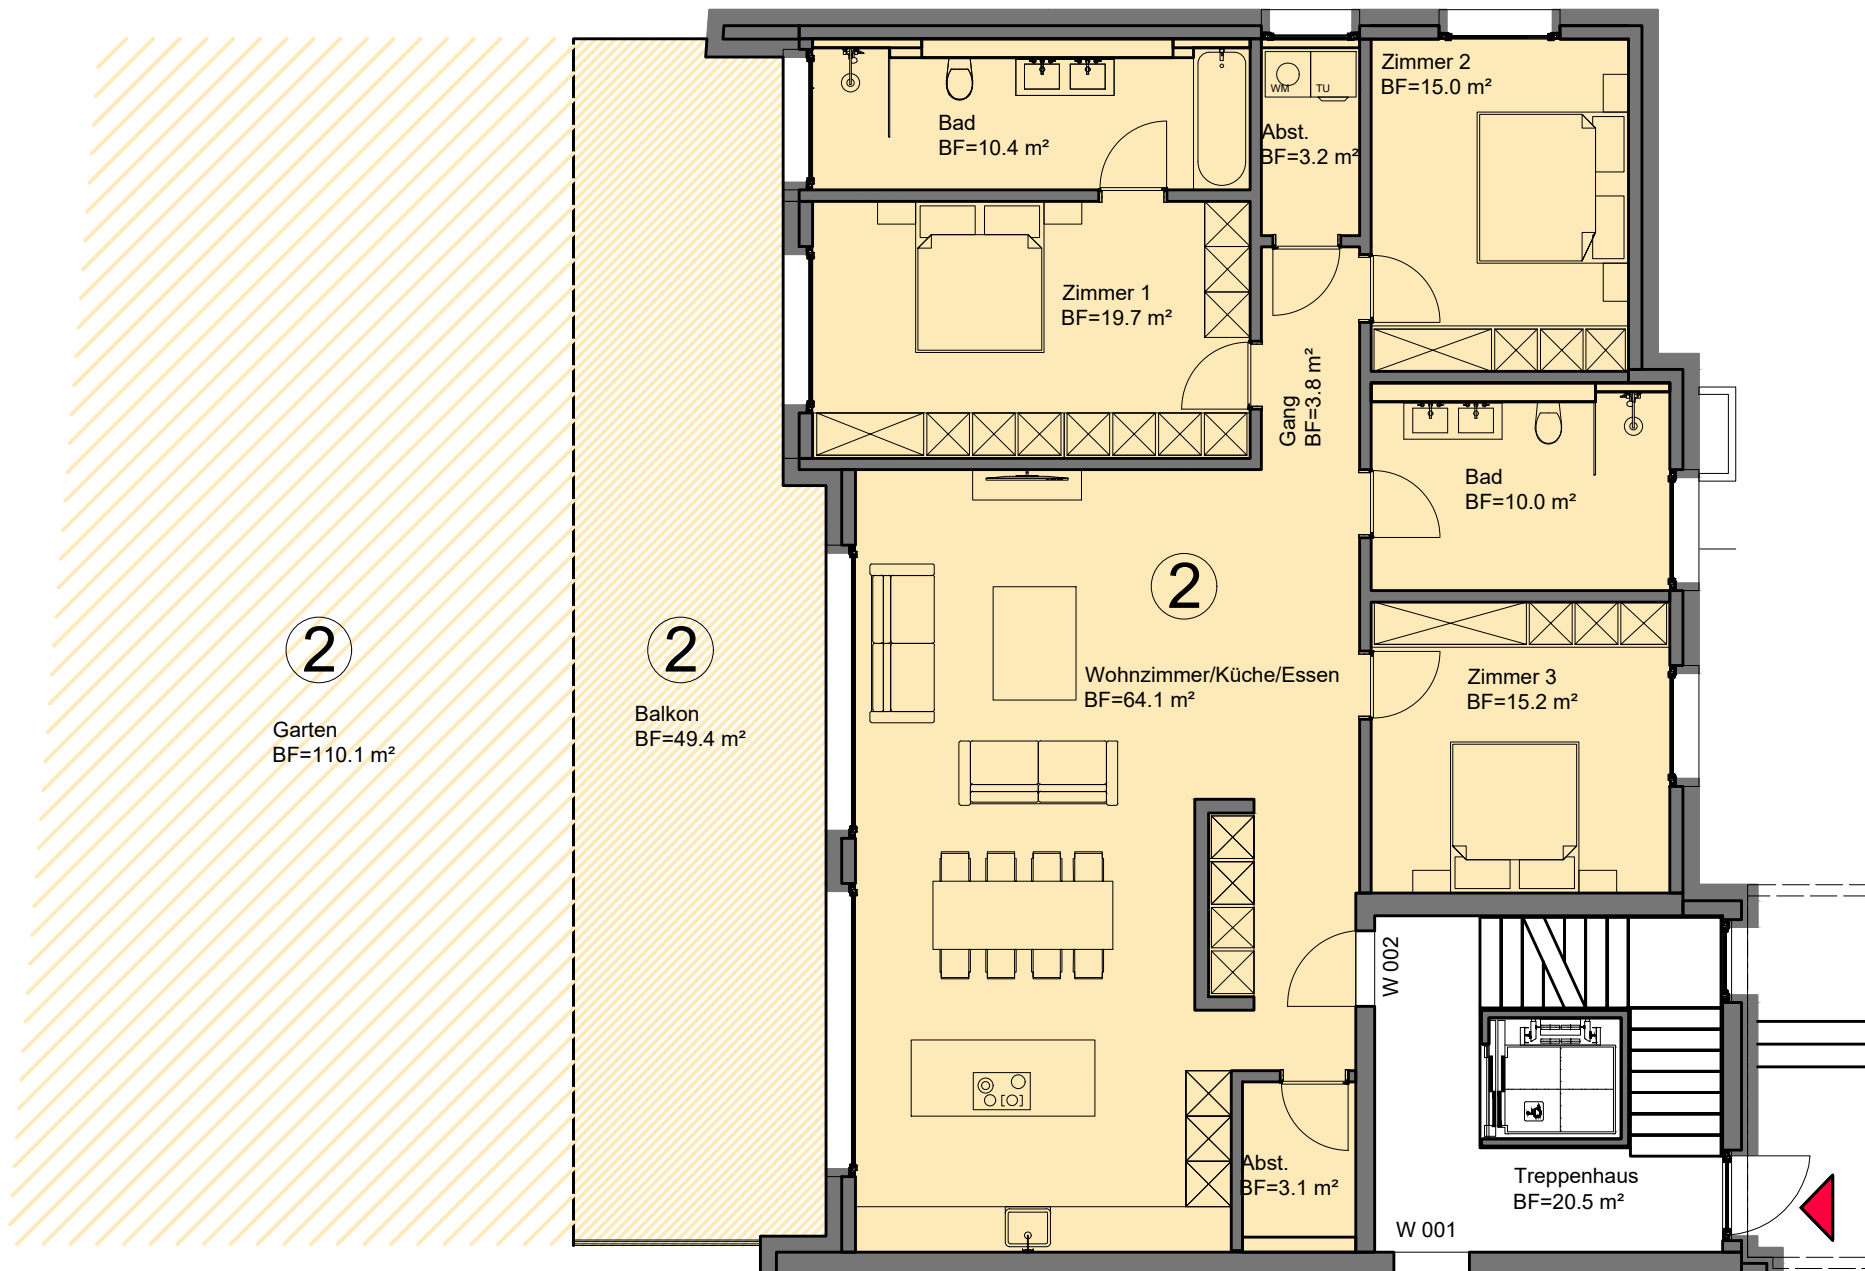 Zimmer 2
BF=15.0 m²
WM
TU
Bad
BF=10.4 m²
Abst.
BF=3.2 m²
Zimmer 1
BF=19.7 m²
Gang
BF=3.8 m²
Bad
BF=10.0 m²
2
2
2
Wohnzimmer/Küche/Essen
BF=64.1 m²
Zimmer 3
BF=15.2 m²
Garten
BF=110.1 m²
Balkon
BF=49.4 m²
W 002
Abst.
BF=3.1 m²
Treppenhaus
BF=20.5 m²
W 001